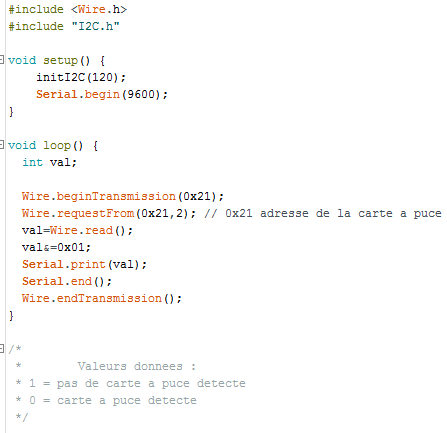 #include <Wire.h>
#include "I2C.h"
void setup() {
initI2C(120);
Serial.begin(9600);
}
void loop() {
int val;
Wire.beginTransmission(0x21);
Wire.requestFrom(0x21,2); // 0x21 adresse de la carte a puce
val=Wire.read();
val&=0x01;
Serial.print(val);
Serial.end();
Wire.endTransmission();
}
/*
* Valeurs donnees :
* 1 = pas de carte a puce detecte
* 0 = carte a puce detecte
*/